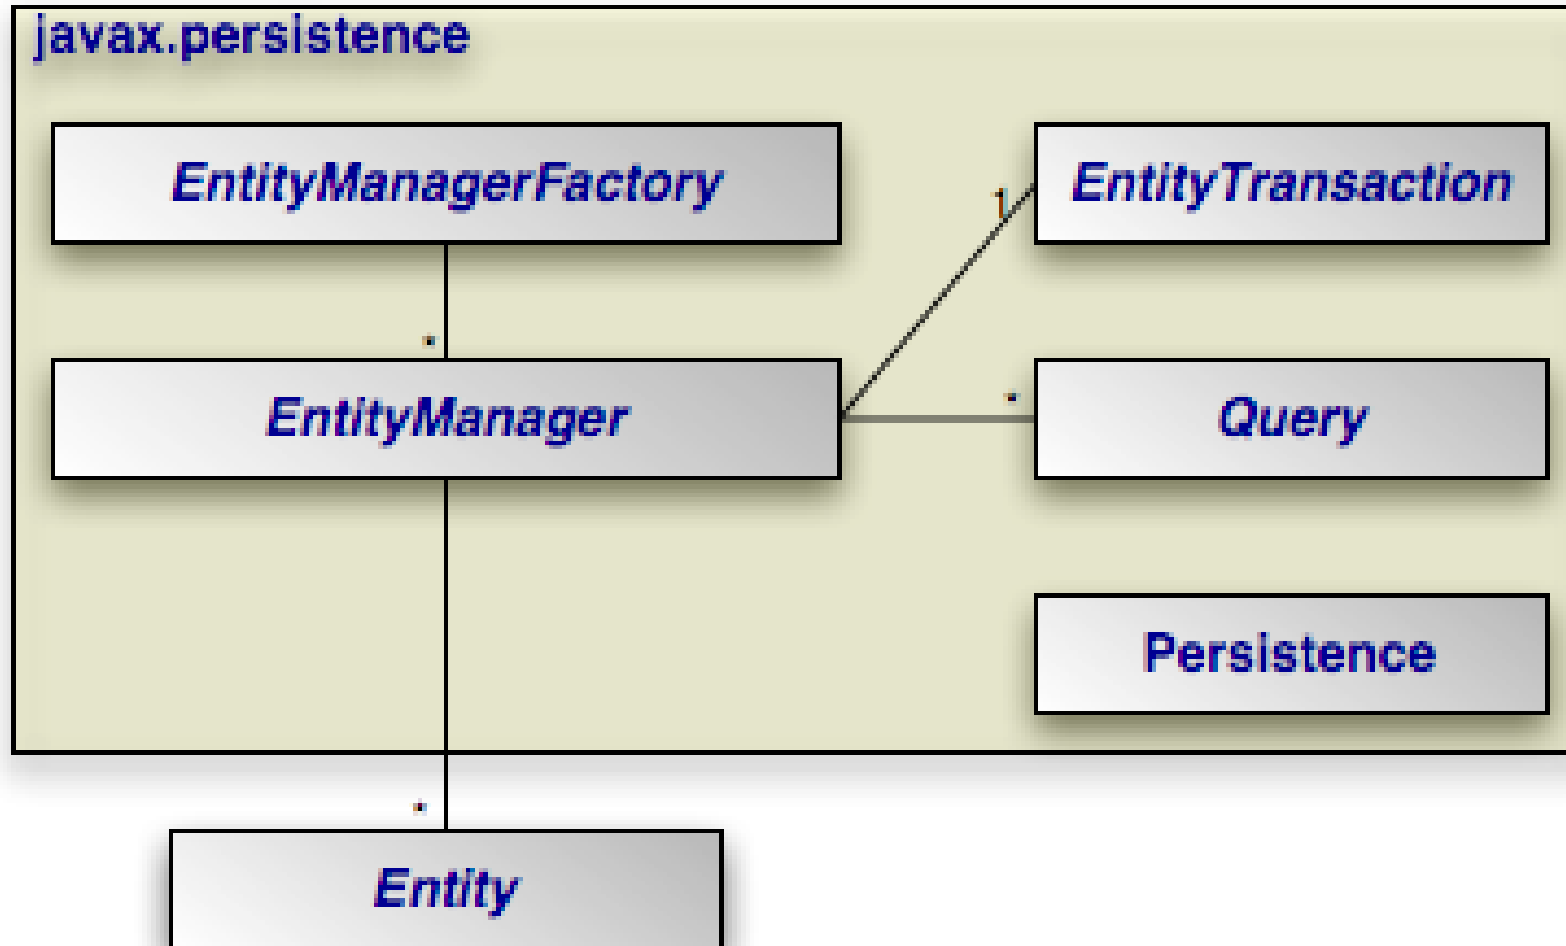 javax.persistence
EntityManagerFactory
EntityTransaction
1
*
EntityManager
*
Query
Persistence
*
Entity